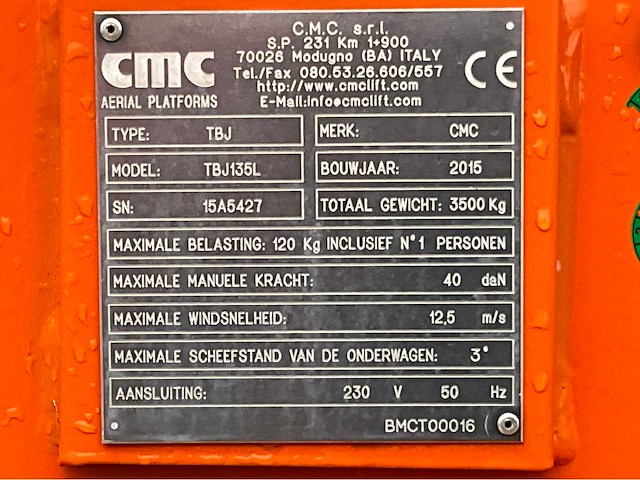 C.M.C. s.r.l.
S.P. 231 Km 1+900
70026 Modugno (BA) ITALY
Tel./Fax 080.53.26.606/557
http://www.cmclift.com
E-Mail:info@cmclift.com
cmc
AERIAL PLATFORMS
CE
TYPE: TBJ
MERK: CMC
MODEL: TBJ135L
BOUWJAAR: 2015
SN: 15A5427
TOTAAL GEWICHT: 3500 Kg
MAXIMALE BELASTING: 120 Kg INCLUSIEF N°1 PERSONEN
MAXIMALE MANUELE KRACHT: 40 daN
MAXIMALE WINDSNELHEID: 12,5 m/s
MAXIMALE SCHEEFSTAND VAN DE ONDERWAGEN: 3°
AANSLUITING: 230 V 50 Hz
BMCT00016